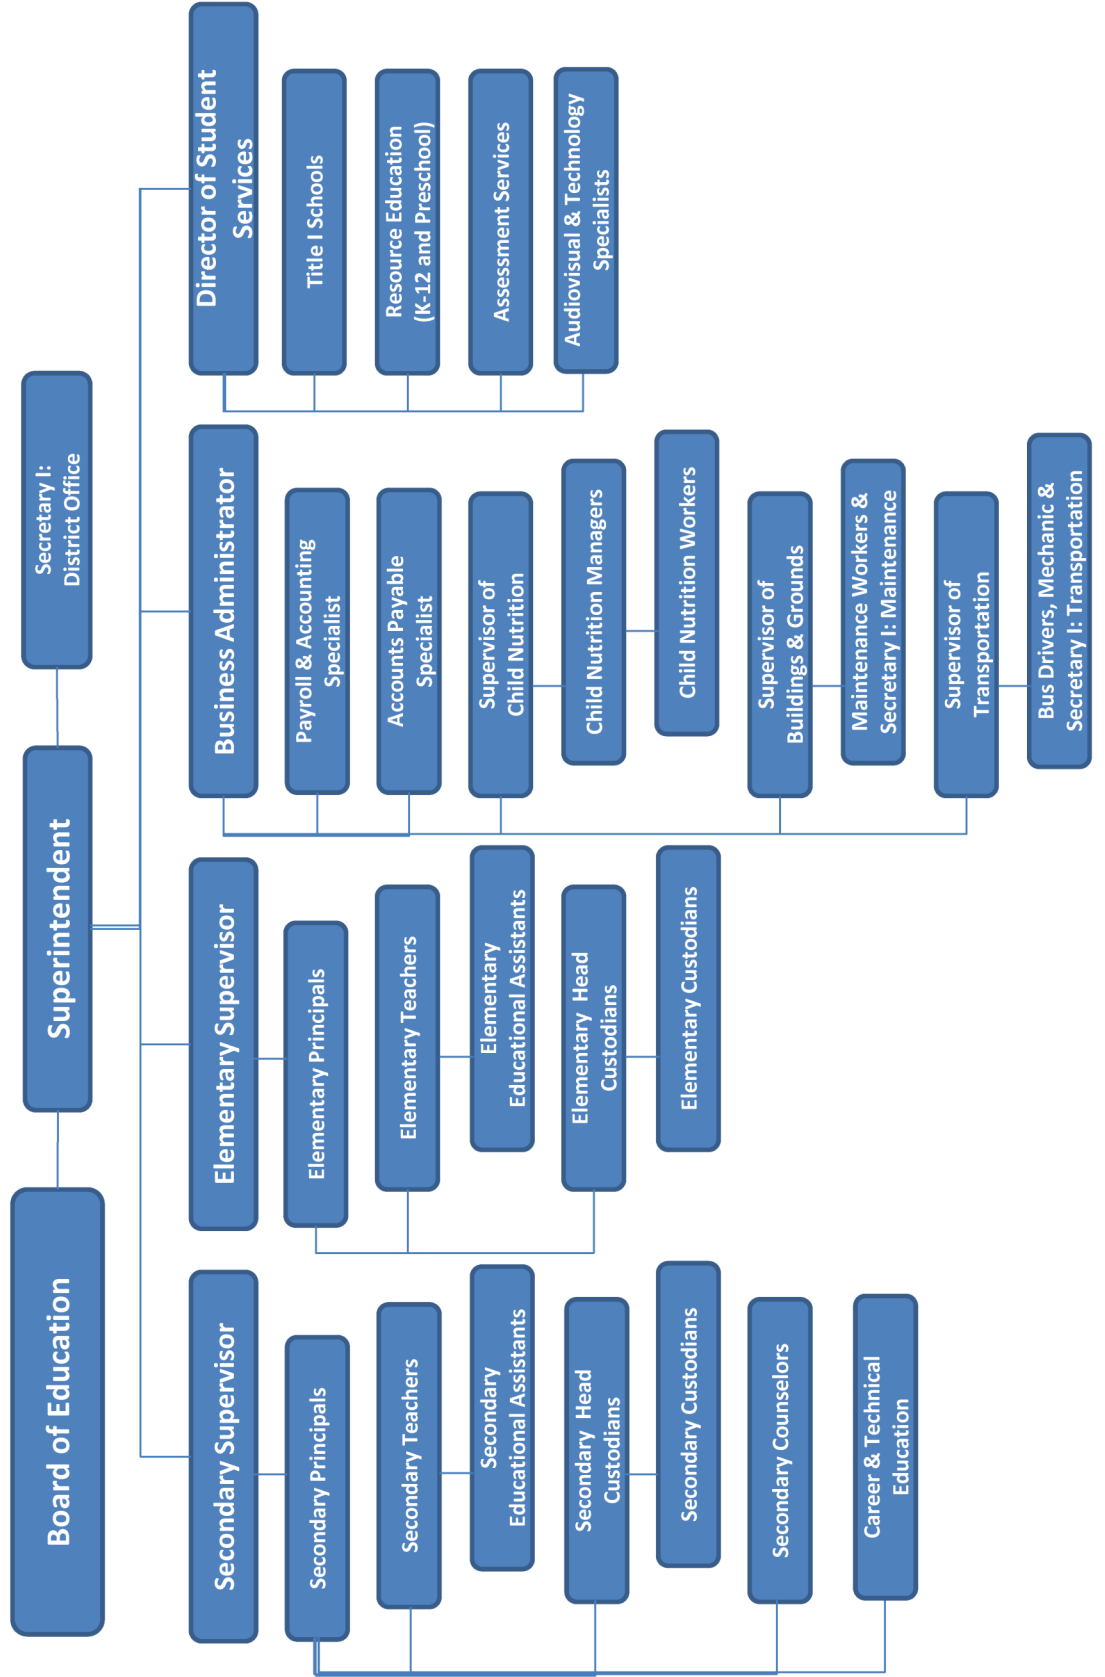 Board of Education
Superintendent
Secretary I:
District Office
Secondary Supervisor
Secondary Principals
Secondary Teachers
Secondary
Educational Assistants
Secondary Head
Custodians
Secondary Custodians
Secondary Counselors
Career & Technical
Education
Elementary Supervisor
Elementary Principals
Elementary Teachers
Elementary
Educational Assistants
Elementary Head
Custodians
Elementary Custodians
Business Administrator
Payroll & Accounting
Specialist
Accounts Payable
Specialist
Supervisor of
Child Nutrition
Child Nutrition Managers
Child Nutrition Workers
Supervisor of
Buildings & Grounds
Maintenance Workers &
Secretary I: Maintenance
Supervisor of
Transportation
Bus Drivers, Mechanic &
Secretary I: Transportation
Director of Student
Services
Title I Schools
Resource Education
(K-12 and Preschool)
Assessment Services
Audiovisual & Technology
Specialists